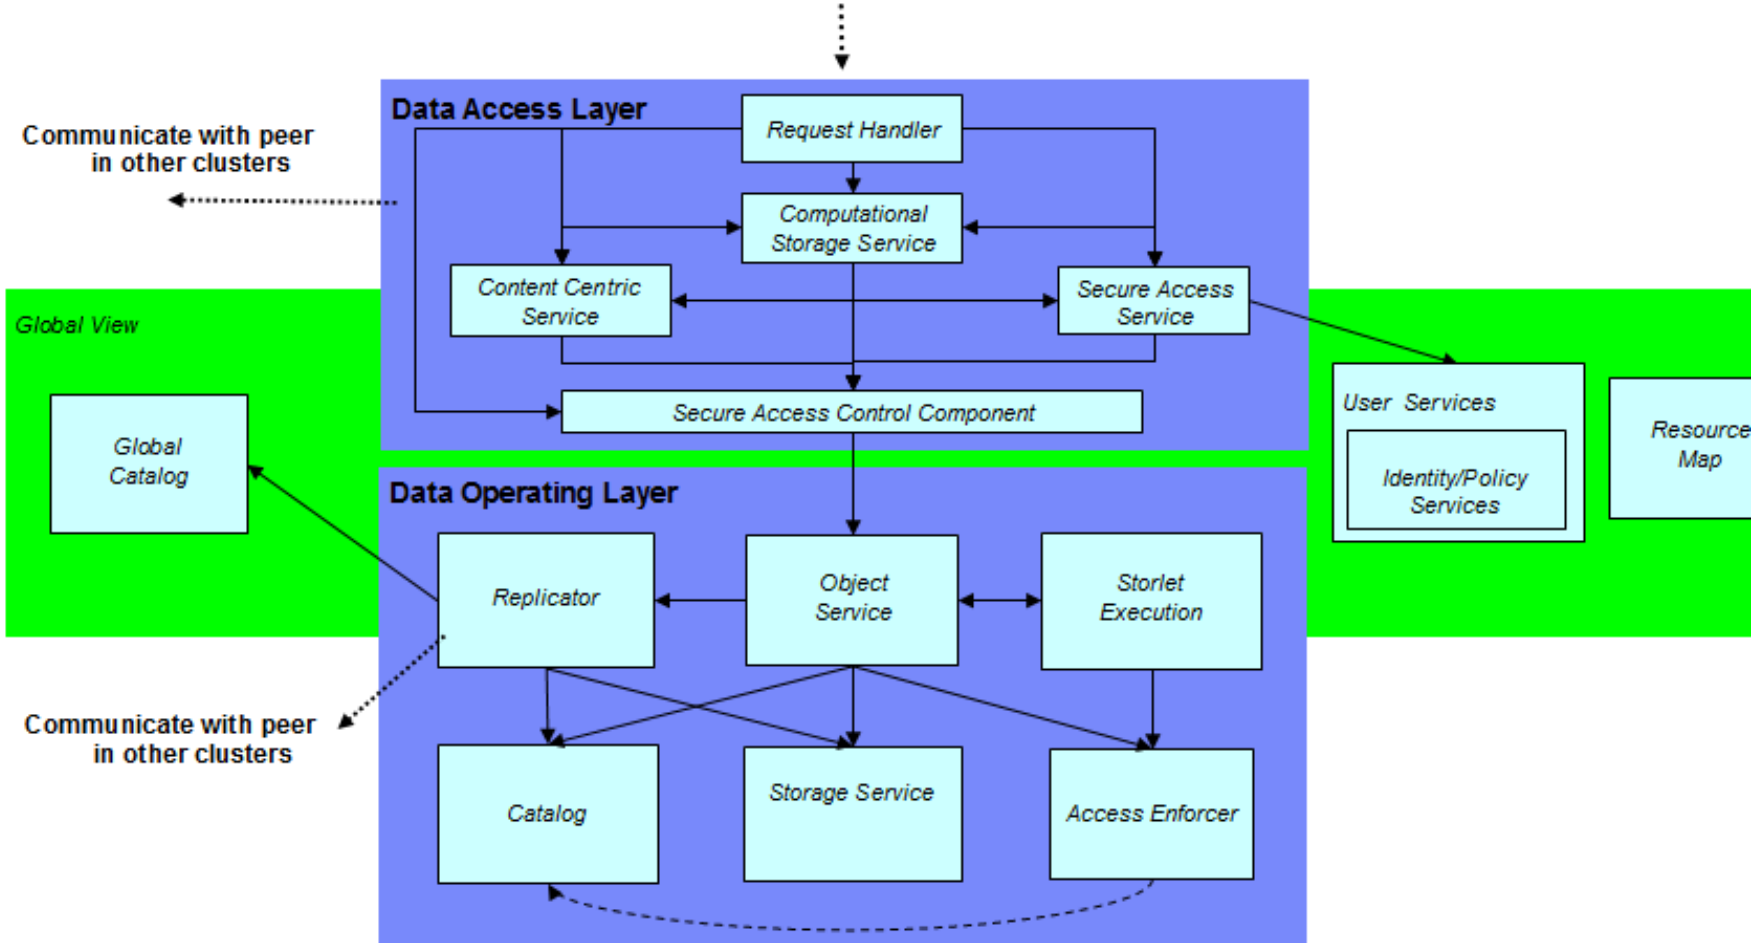 Data Access Layer
Request Handler
Communicate with peer
in other clusters
Computational
Storage Service
Content Centric
Service
Secure Access
Service
Global View
User Services
Secure Access Control Component
Global
Catalog
Resource
Map
Identity/Policy
Services
Data Operating Layer
Replicator
Object
Service
Storlet
Execution
Communicate with peer
in other clusters
Catalog
Storage Service
Access Enforcer